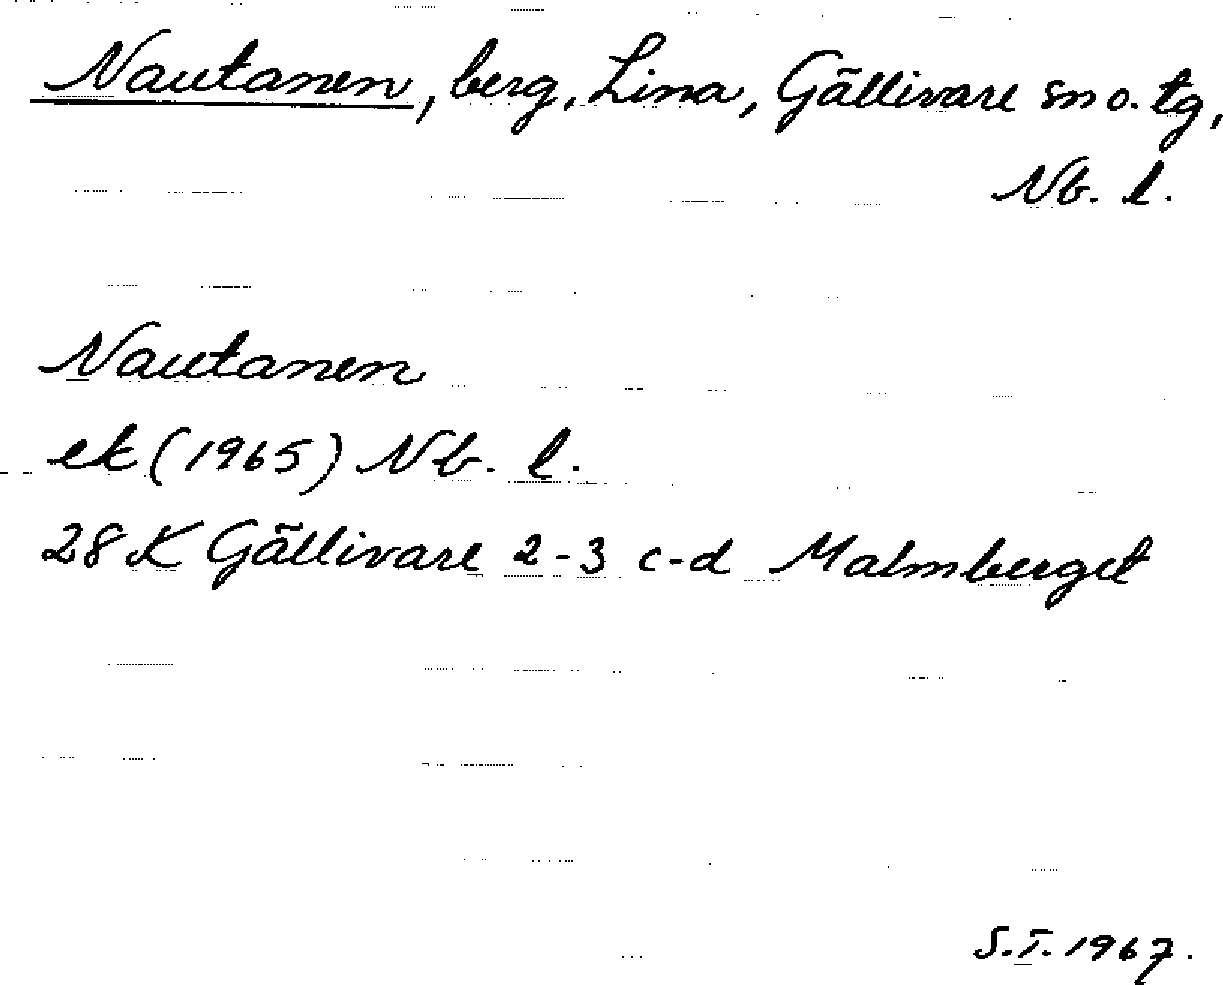 Nautanen, berg, Lina, Gällivare sn o. tg,
Nb. l.
Nautanen
ek (1965) Nb. l.
28 K Gällivare 2-3 c-d Malmberget
S.I. 1967.